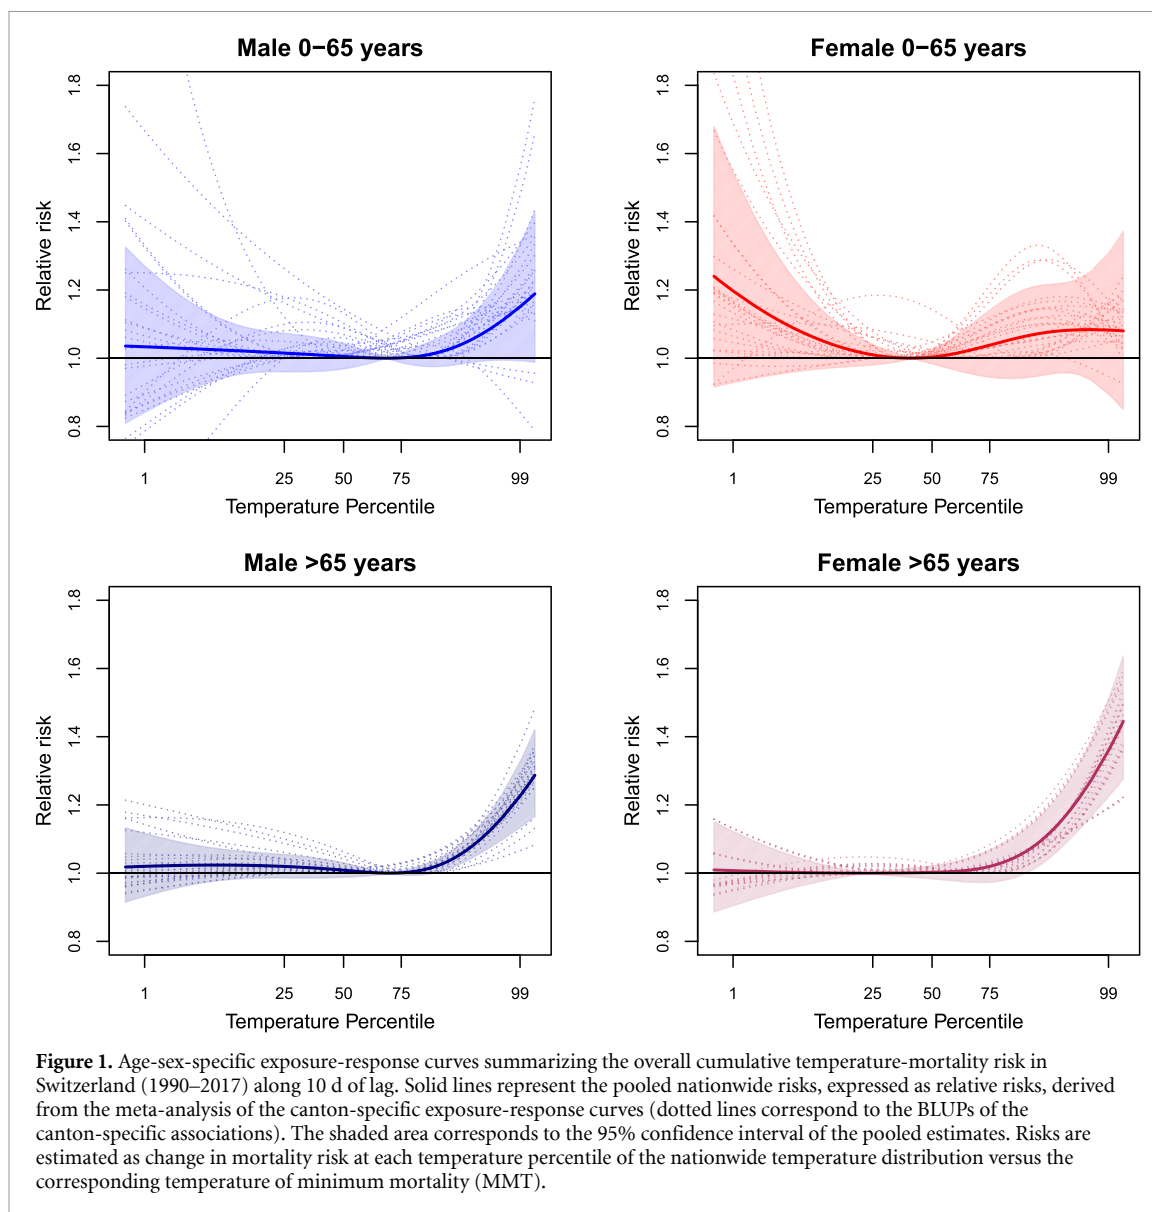 Male 0−65 years
Relative risk
0.8 1.0 1.2 1.4 1.6 1.8
1 25 50 75 99
Temperature Percentile
Female 0−65 years
Relative risk
0.8 1.0 1.2 1.4 1.6 1.8
1 25 50 75 99
Temperature Percentile
Male >65 years
Relative risk
0.8 1.0 1.2 1.4 1.6 1.8
1 25 50 75 99
Temperature Percentile
Female >65 years
Relative risk
0.8 1.0 1.2 1.4 1.6 1.8
1 25 50 75 99
Temperature Percentile
Figure 1. Age-sex-specific exposure-response curves summarizing the overall cumulative temperature-mortality risk in
Switzerland (1990–2017) along 10 d of lag. Solid lines represent the pooled nationwide risks, expressed as relative risks, derived
from the meta-analysis of the canton-specific exposure-response curves (dotted lines correspond to the BLUPs of the
canton-specific associations). The shaded area corresponds to the 95% confidence interval of the pooled estimates. Risks are
estimated as change in mortality risk at each temperature percentile of the nationwide temperature distribution versus the
corresponding temperature of minimum mortality (MMT).